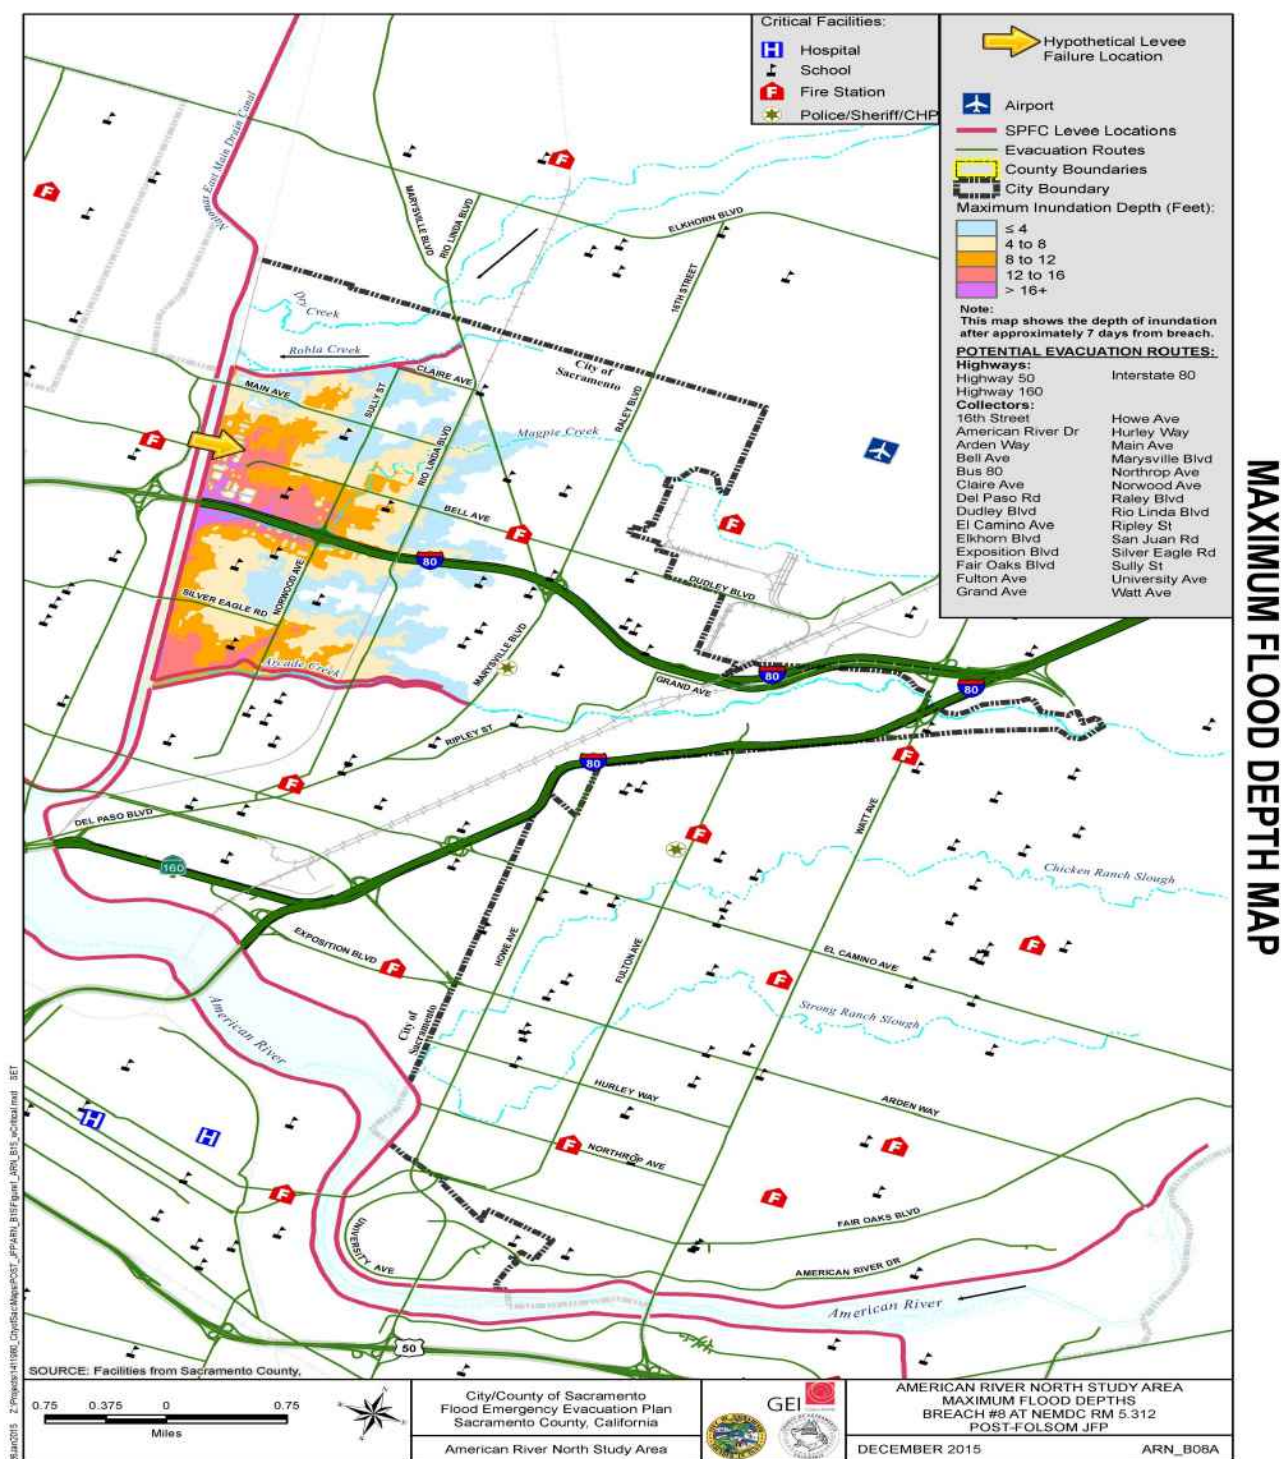 Critical Facilities:
Hospital
School
Fire Station
Police/Sheriff/CHP
Hypothetical Levee
Failure Location
Airport
SPFC Levee Locations
Evacuation Routes
County Boundaries
City Boundary
Maximum Inundation Depth (Feet):
≤ 4
4 to 8
8 to 12
12 to 16
> 16+
Note:
This map shows the depth of inundation
after approximately 7 days from breach.
POTENTIAL EVACUATION ROUTES:
Highways:
Highway 50
Interstate 80
Highway 160
Collectors:
16th Street
Howe Ave
American River Dr
Hurley Way
Arden Way
Main Ave
Bell Ave
Marysville Blvd
Bus 80
Northrop Ave
Claire Ave
Norwood Ave
Del Paso Rd
Raley Blvd
Dudley Blvd
Rio Linda Blvd
El Camino Ave
Ripley St
Elkhorn Blvd
San Juan Rd
Exposition Blvd
Silver Eagle Rd
Fair Oaks Blvd
Sully St
Fulton Ave
University Ave
Grand Ave
Watt Ave
MAXIMUM FLOOD DEPTH MAP
Natomas East Main Drain Canal
MARYSVILLE BLVD
RIO LINDA BLVD
ELKHORN BLVD
16TH STREET
Dry
Creek
Robla Creek
City of
Sacramento
MAIN AVE
SULLY ST
CLAIRE AVE
RALEY BLVD
RIO LINDA BLVD
Magpie Creek
BELL AVE
80
DUDLEY BLVD
SILVER EAGLE RD
NORWOOD AVE
Arcade Creek
MARYSVILLE BLVD
GRAND AVE
80
80
RIPLEY ST
80
DEL PASO BLVD
160
WATT AVE
Chicken Ranch Slough
EXPOSITION BLVD
HOWE AVE
FULTON AVE
EL CAMINO AVE
American River
City of
Sacramento
Strong Ranch Slough
HURLEY WAY
ARDEN WAY
NORTHROP AVE
FAIR OAKS BLVD
UNIVERSITY AVE
AMERICAN RIVER DR
American River
50
SOURCE: Facilities from Sacramento County,
0.75 0.375 0 0.75
Miles
City/County of Sacramento
Flood Emergency Evacuation Plan
Sacramento County, California
American River North Study Area
GEI
AMERICAN RIVER NORTH STUDY AREA
MAXIMUM FLOOD DEPTHS
BREACH #8 AT NEMDC RM 5.312
POST-FOLSOM JFP
DECEMBER 2015
ARN_B08A